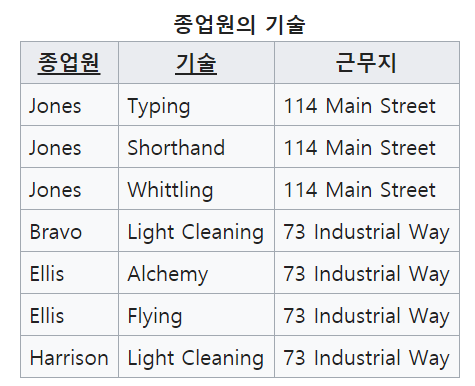 종업원의 기술
종업원 기술 근무지
Jones Typing 114 Main Street
Jones Shorthand 114 Main Street
Jones Whittling 114 Main Street
Bravo Light Cleaning 73 Industrial Way
Ellis Alchemy 73 Industrial Way
Ellis Flying 73 Industrial Way
Harrison Light Cleaning 73 Industrial Way